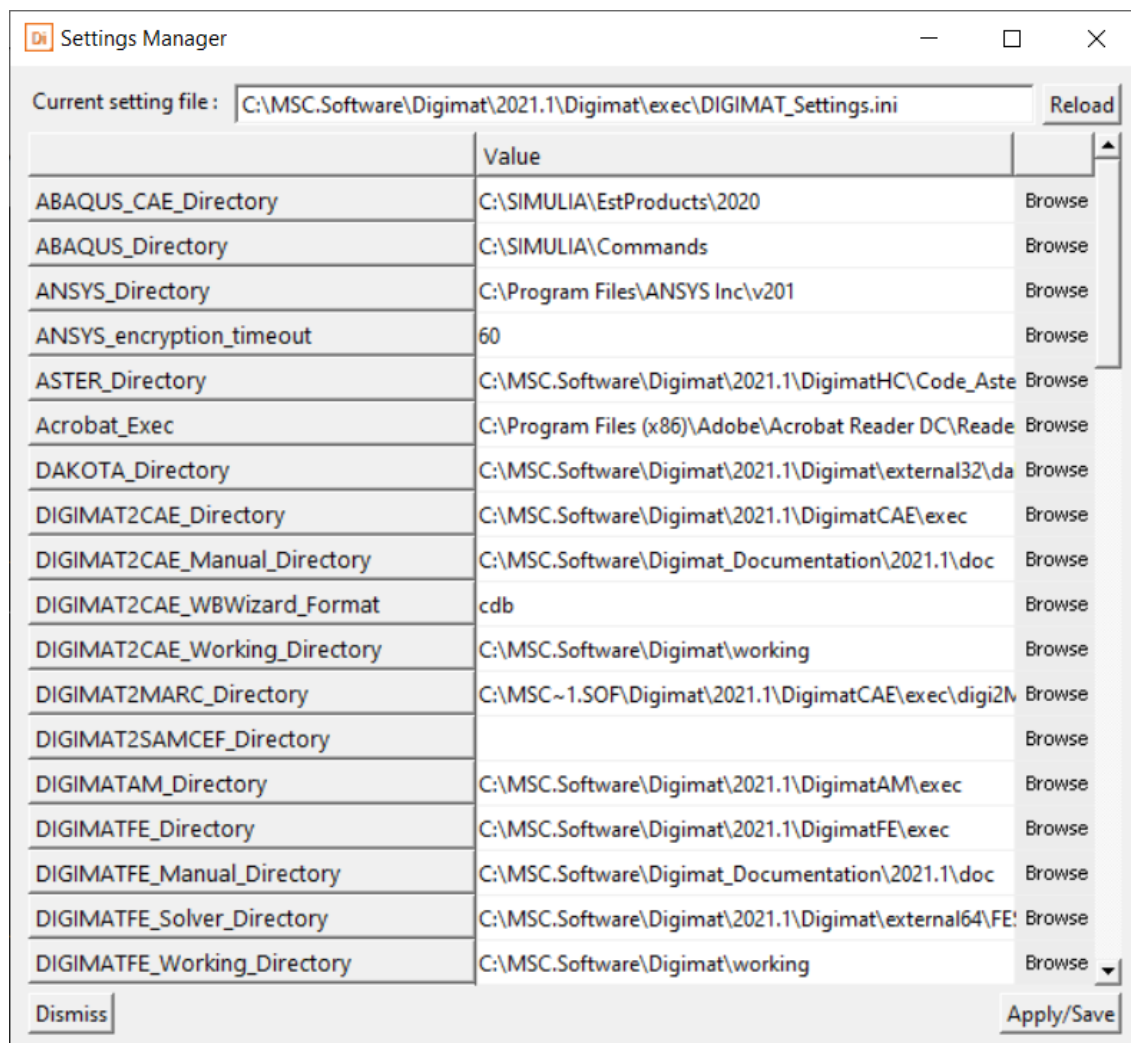 Di Settings Manager
Current setting file : C:\MSC.Software\Digimat\2021.1\Digimat\exec\DIGIMAT_Settings.ini Reload
Value
ABAQUS_CAE_Directory C:\SIMULIA\EstProducts\2020 Browse
ABAQUS_Directory C:\SIMULIA\Commands Browse
ANSYS_Directory C:\Program Files\ANSYS Inc\v201 Browse
ANSYS_encryption_timeout 60 Browse
ASTER_Directory C:\MSC.Software\Digimat\2021.1\DigimatHC\Code_Aste Browse
Acrobat_Exec C:\Program Files (x86)\Adobe\Acrobat Reader DC\Reade Browse
DAKOTA_Directory C:\MSC.Software\Digimat\2021.1\Digimat\external32\da Browse
DIGIMAT2CAE_Directory C:\MSC.Software\Digimat\2021.1\DigimatCAE\exec Browse
DIGIMAT2CAE_Manual_Directory C:\MSC.Software\Digimat_Documentation\2021.1\doc Browse
DIGIMAT2CAE_WBWizard_Format cdb Browse
DIGIMAT2CAE_Working_Directory C:\MSC.Software\Digimat\working Browse
DIGIMAT2MARC_Directory C:\MSC~1.SOF\Digimat\2021.1\DigimatCAE\exec\digi2M Browse
DIGIMAT2SAMCEF_Directory Browse
DIGIMATAM_Directory C:\MSC.Software\Digimat\2021.1\DigimatAM\exec Browse
DIGIMATFE_Directory C:\MSC.Software\Digimat\2021.1\DigimatFE\exec Browse
DIGIMATFE_Manual_Directory C:\MSC.Software\Digimat_Documentation\2021.1\doc Browse
DIGIMATFE_Solver_Directory C:\MSC.Software\Digimat\2021.1\Digimat\external64\FES Browse
DIGIMATFE_Working_Directory C:\MSC.Software\Digimat\working Browse
Dismiss Apply/Save